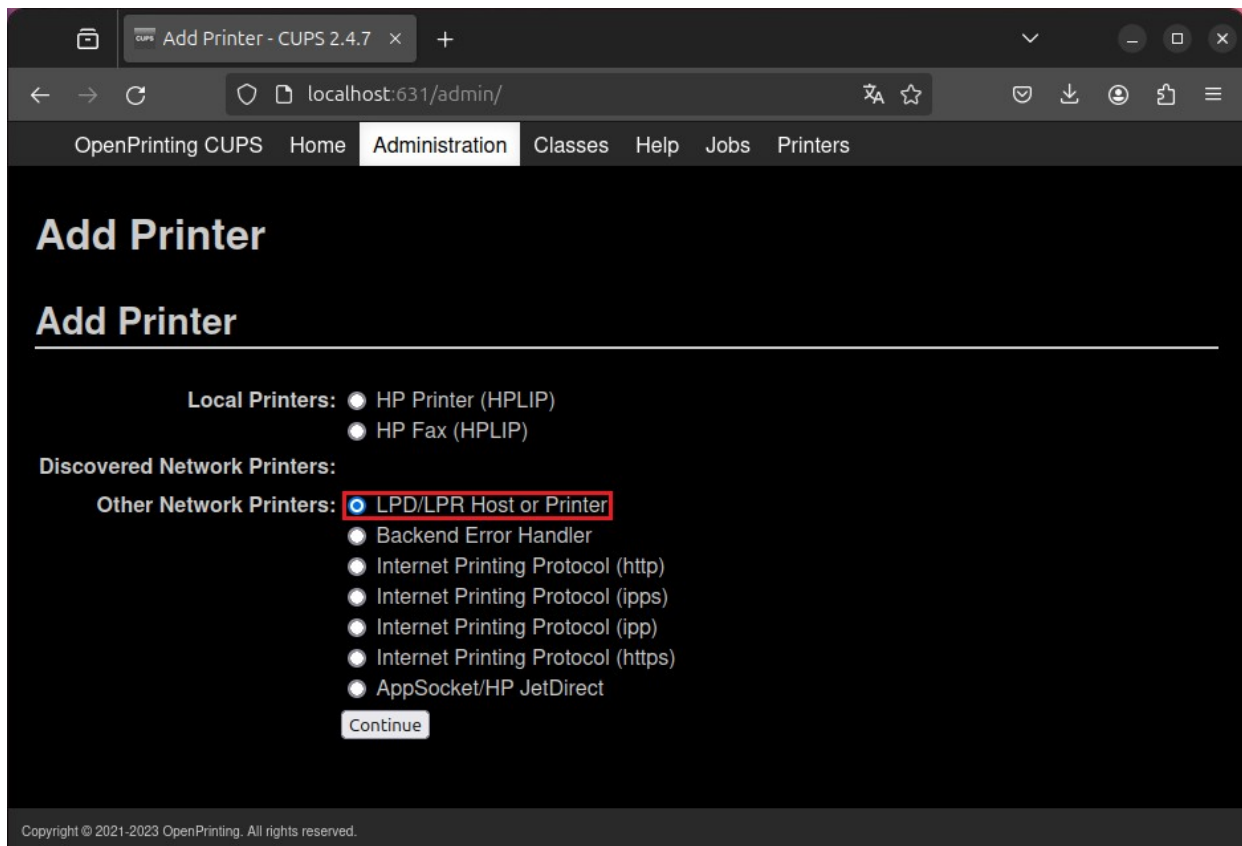 CUPS Add Printer - CUPS 2.4.7
localhost:631/admin/
OpenPrinting CUPS Home Administration Classes Help Jobs Printers
Add Printer
Add Printer
Local Printers: HP Printer (HPLIP)
HP Fax (HPLIP)
Discovered Network Printers:
Other Network Printers: LPD/LPR Host or Printer
Backend Error Handler
Internet Printing Protocol (http)
Internet Printing Protocol (ipps)
Internet Printing Protocol (ipp)
Internet Printing Protocol (https)
AppSocket/HP JetDirect
Continue
Copyright © 2021-2023 OpenPrinting. All rights reserved.